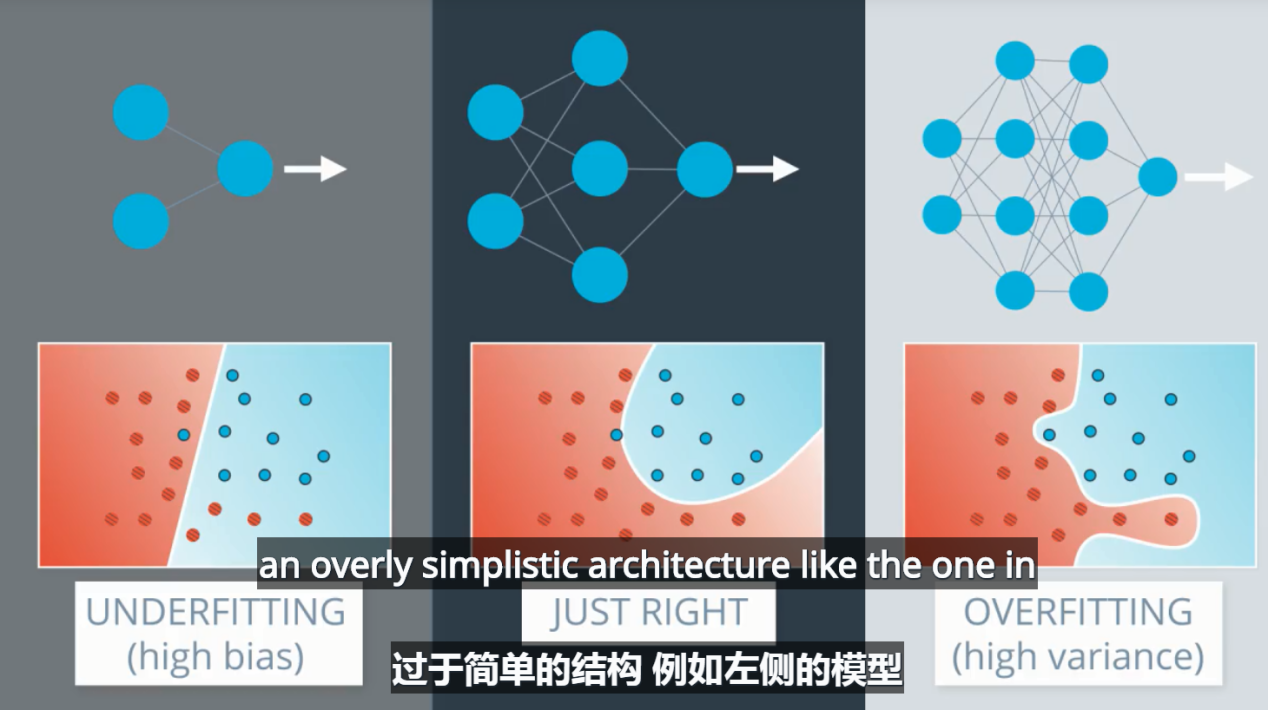 an overly simplistic architecture like the one in
UNDERFITTING
(high bias)
JUST RIGHT
OVERFITTING
(high variance)
过于简单的结构 例如左侧的模型